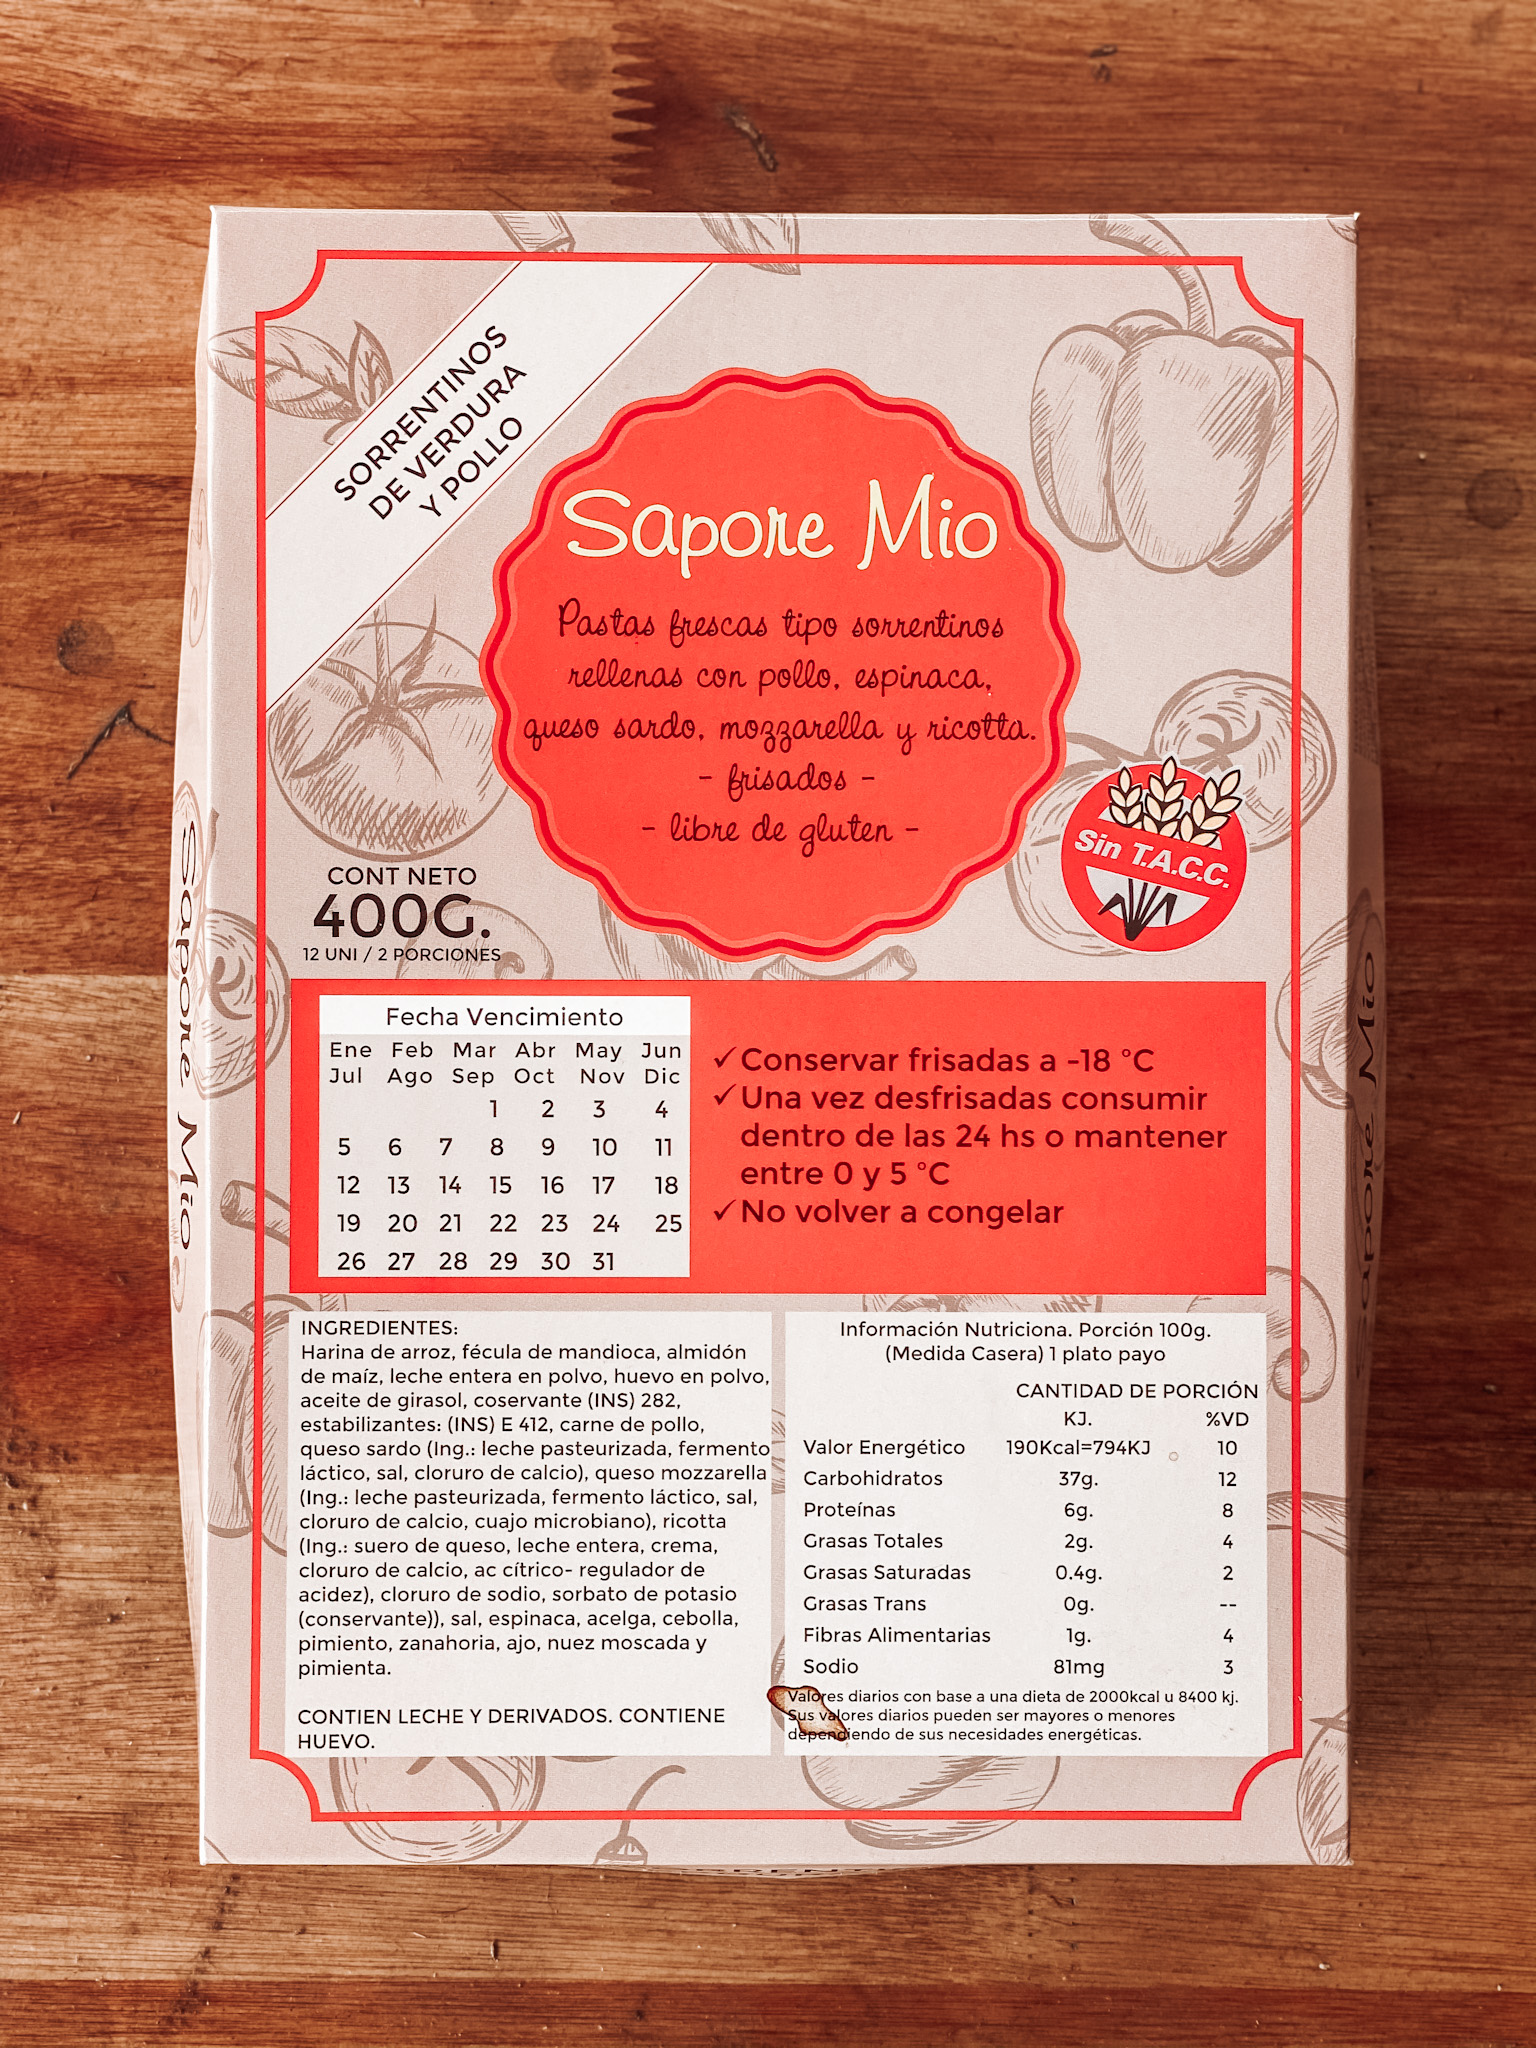 SORRENTINOS
DE VERDURA
Y POLLO
Sapore Mio
Pastas frescas tipo sorrentinos
rellenas con pollo, espinaca,
queso sardo, mozzarella y ricotta.
- frisados -
- libre de gluten -
Sin T.A.C.C.
CONT NETO
400G.
12 UNI / 2 PORCIONES
Sapore Mio
Sapore Mio
Fecha Vencimiento
Ene Feb Mar Abr May Jun
Jul Ago Sep Oct Nov Dic
1 2 3 4
5 6 7 8 9 10 11
12 13 14 15 16 17 18
19 20 21 22 23 24 25
26 27 28 29 30 31
✓Conservar frisadas a -18 °C
✓Una vez desfrisadas consumir
dentro de las 24 hs o mantener
entre 0 y 5 °C
✓No volver a congelar
INGREDIENTES:
Harina de arroz, fécula de mandioca, almidón
de maíz, leche entera en polvo, huevo en polvo,
aceite de girasol, coservante (INS) 282,
estabilizantes: (INS) E 412, carne de pollo,
queso sardo (Ing.: leche pasteurizada, fermento
láctico, sal, cloruro de calcio), queso mozzarella
(Ing.: leche pasteurizada, fermento láctico, sal,
cloruro de calcio, cuajo microbiano), ricotta
(Ing.: suero de queso, leche entera, crema,
cloruro de calcio, ac cítrico- regulador de
acidez), cloruro de sodio, sorbato de potasio
(conservante)), sal, espinaca, acelga, cebolla,
pimiento, zanahoria, ajo, nuez moscada y
pimienta.
CONTIEN LECHE Y DERIVADOS. CONTIENE
HUEVO.
Información Nutriciona. Porción 100g.
(Medida Casera) 1 plato payo
CANTIDAD DE PORCIÓN
KJ. %VD
Valor Energético 190Kcal=794KJ 10
Carbohidratos 37g. 12
Proteínas 6g. 8
Grasas Totales 2g. 4
Grasas Saturadas 0.4g. 2
Grasas Trans 0g. --
Fibras Alimentarias 1g. 4
Sodio 81mg 3
Valores diarios con base a una dieta de 2000kcal u 8400 kj.
Sus valores diarios pueden ser mayores o menores
dependiendo de sus necesidades energéticas.